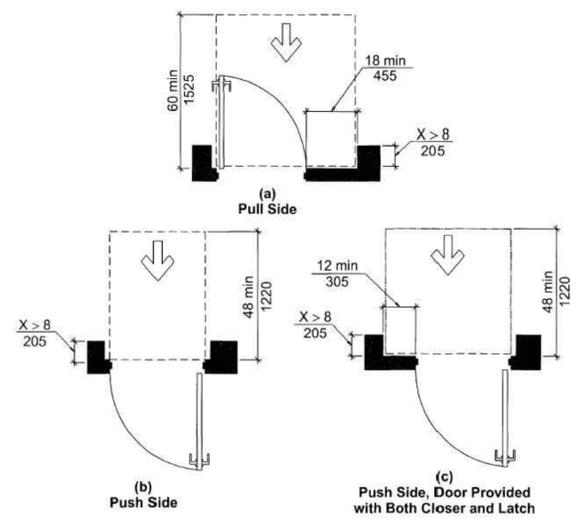 60 min
1525
18 min
455
X > 8
205
(a)
Pull Side
48 min
1220
X > 8
205
(b)
Push Side
12 min
305
X > 8
205
48 min
1220
(c)
Push Side, Door Provided
with Both Closer and Latch